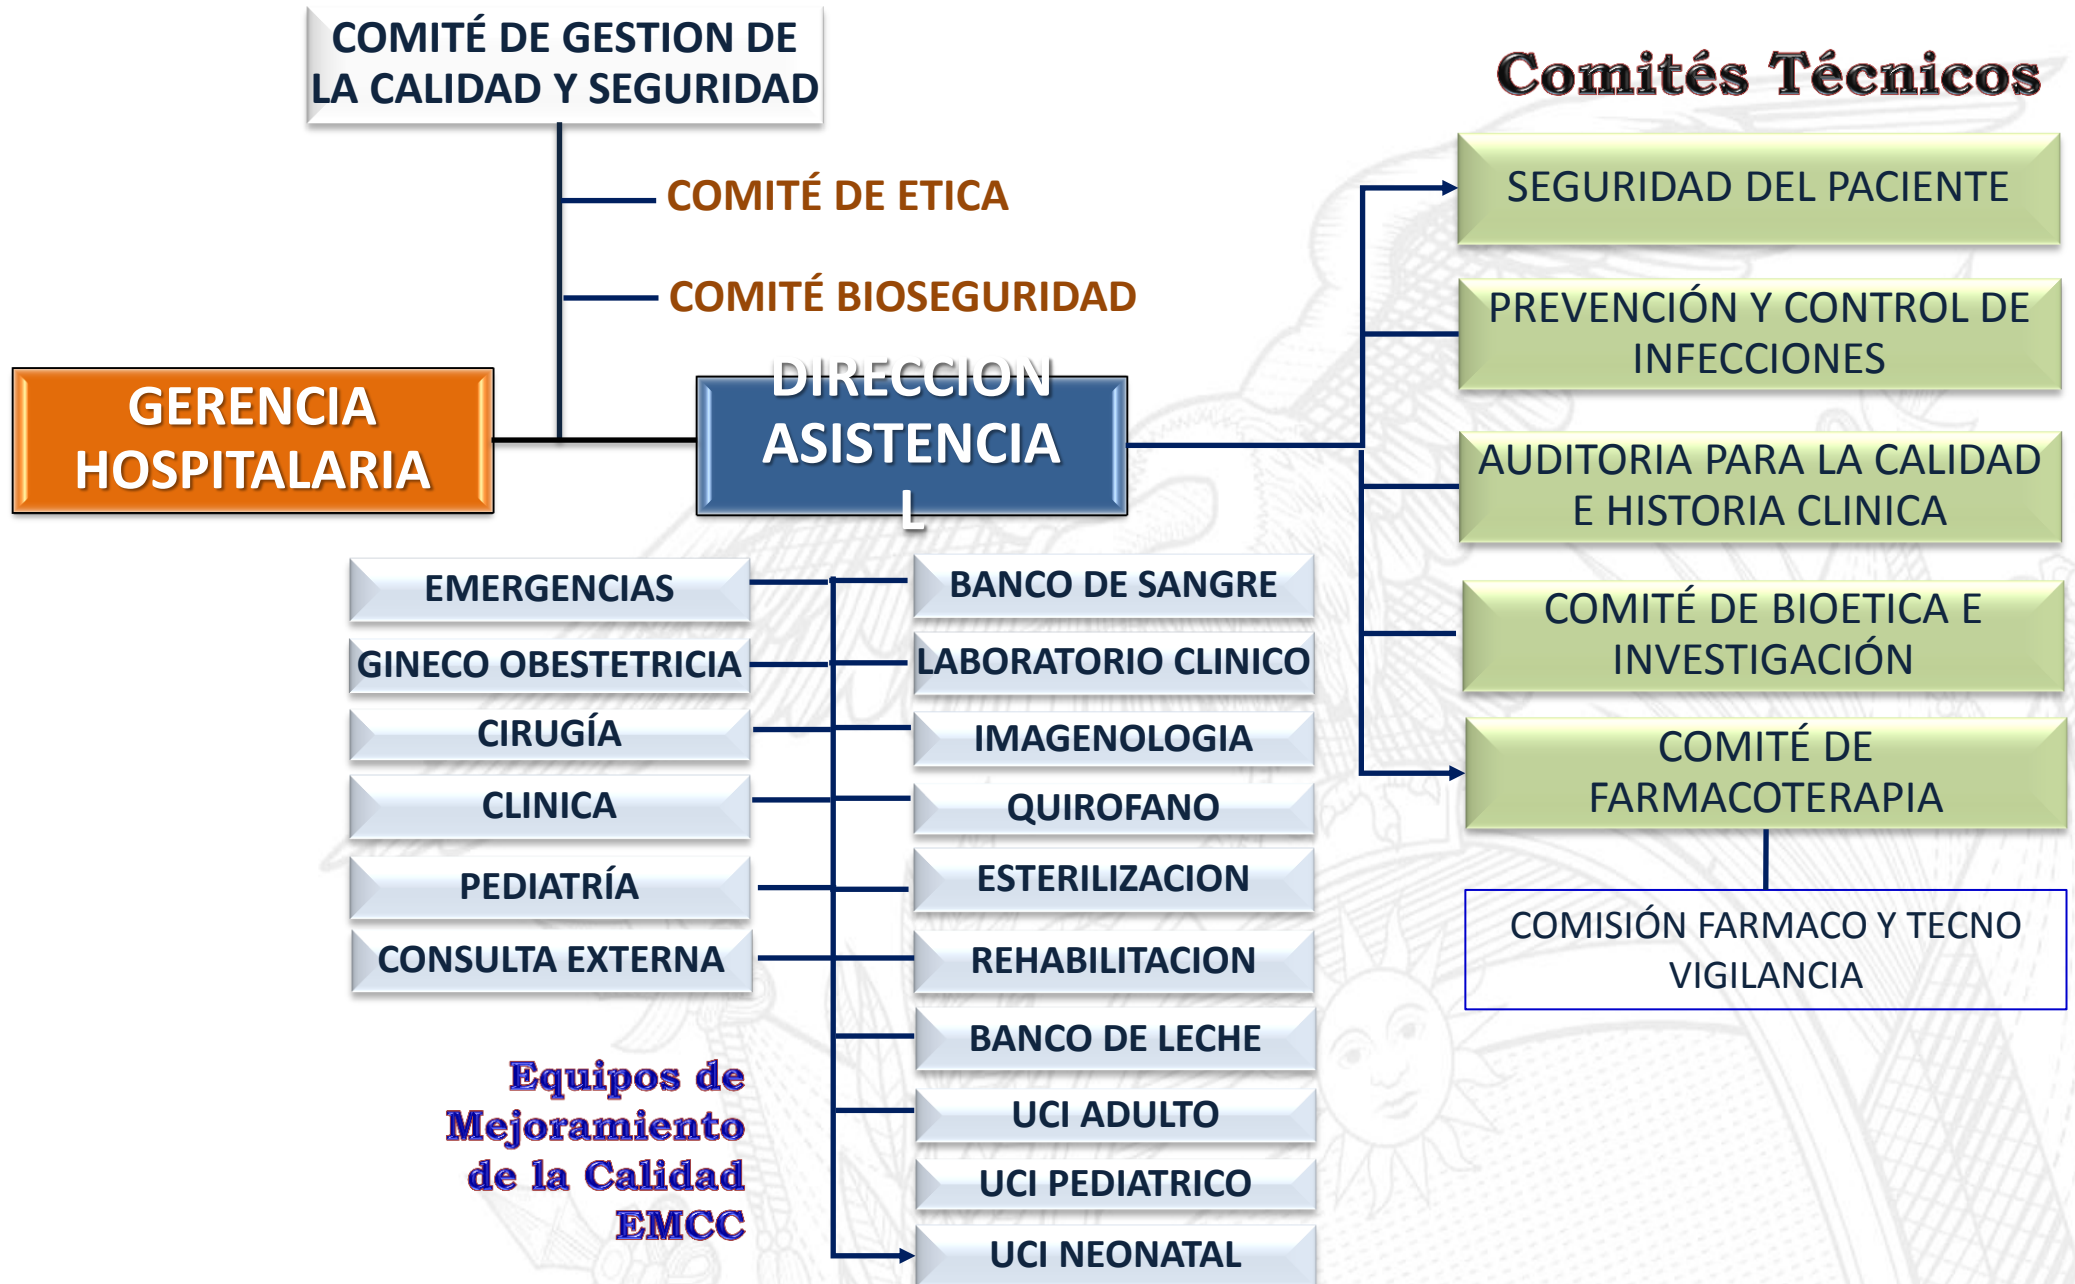 COMITÉ DE GESTION DE
LA CALIDAD Y SEGURIDAD
COMITÉ DE ETICA
COMITÉ BIOSEGURIDAD
GERENCIA
HOSPITALARIA
DIRECCION
ASISTENCIA
L
EMERGENCIAS
GINECO OBESTETRICIA
CIRUGÍA
CLINICA
PEDIATRÍA
CONSULTA EXTERNA
BANCO DE SANGRE
LABORATORIO CLINICO
IMAGENOLOGIA
QUIROFANO
ESTERILIZACION
REHABILITACION
BANCO DE LECHE
UCI ADULTO
UCI PEDIATRICO
UCI NEONATAL
Equipos de
Mejoramiento
de la Calidad
EMCC
Comités Técnicos
SEGURIDAD DEL PACIENTE
PREVENCIÓN Y CONTROL DE
INFECCIONES
AUDITORIA PARA LA CALIDAD
E HISTORIA CLINICA
COMITÉ DE BIOETICA E
INVESTIGACIÓN
COMITÉ DE
FARMACOTERAPIA
COMISIÓN FARMACO Y TECNO
VIGILANCIA